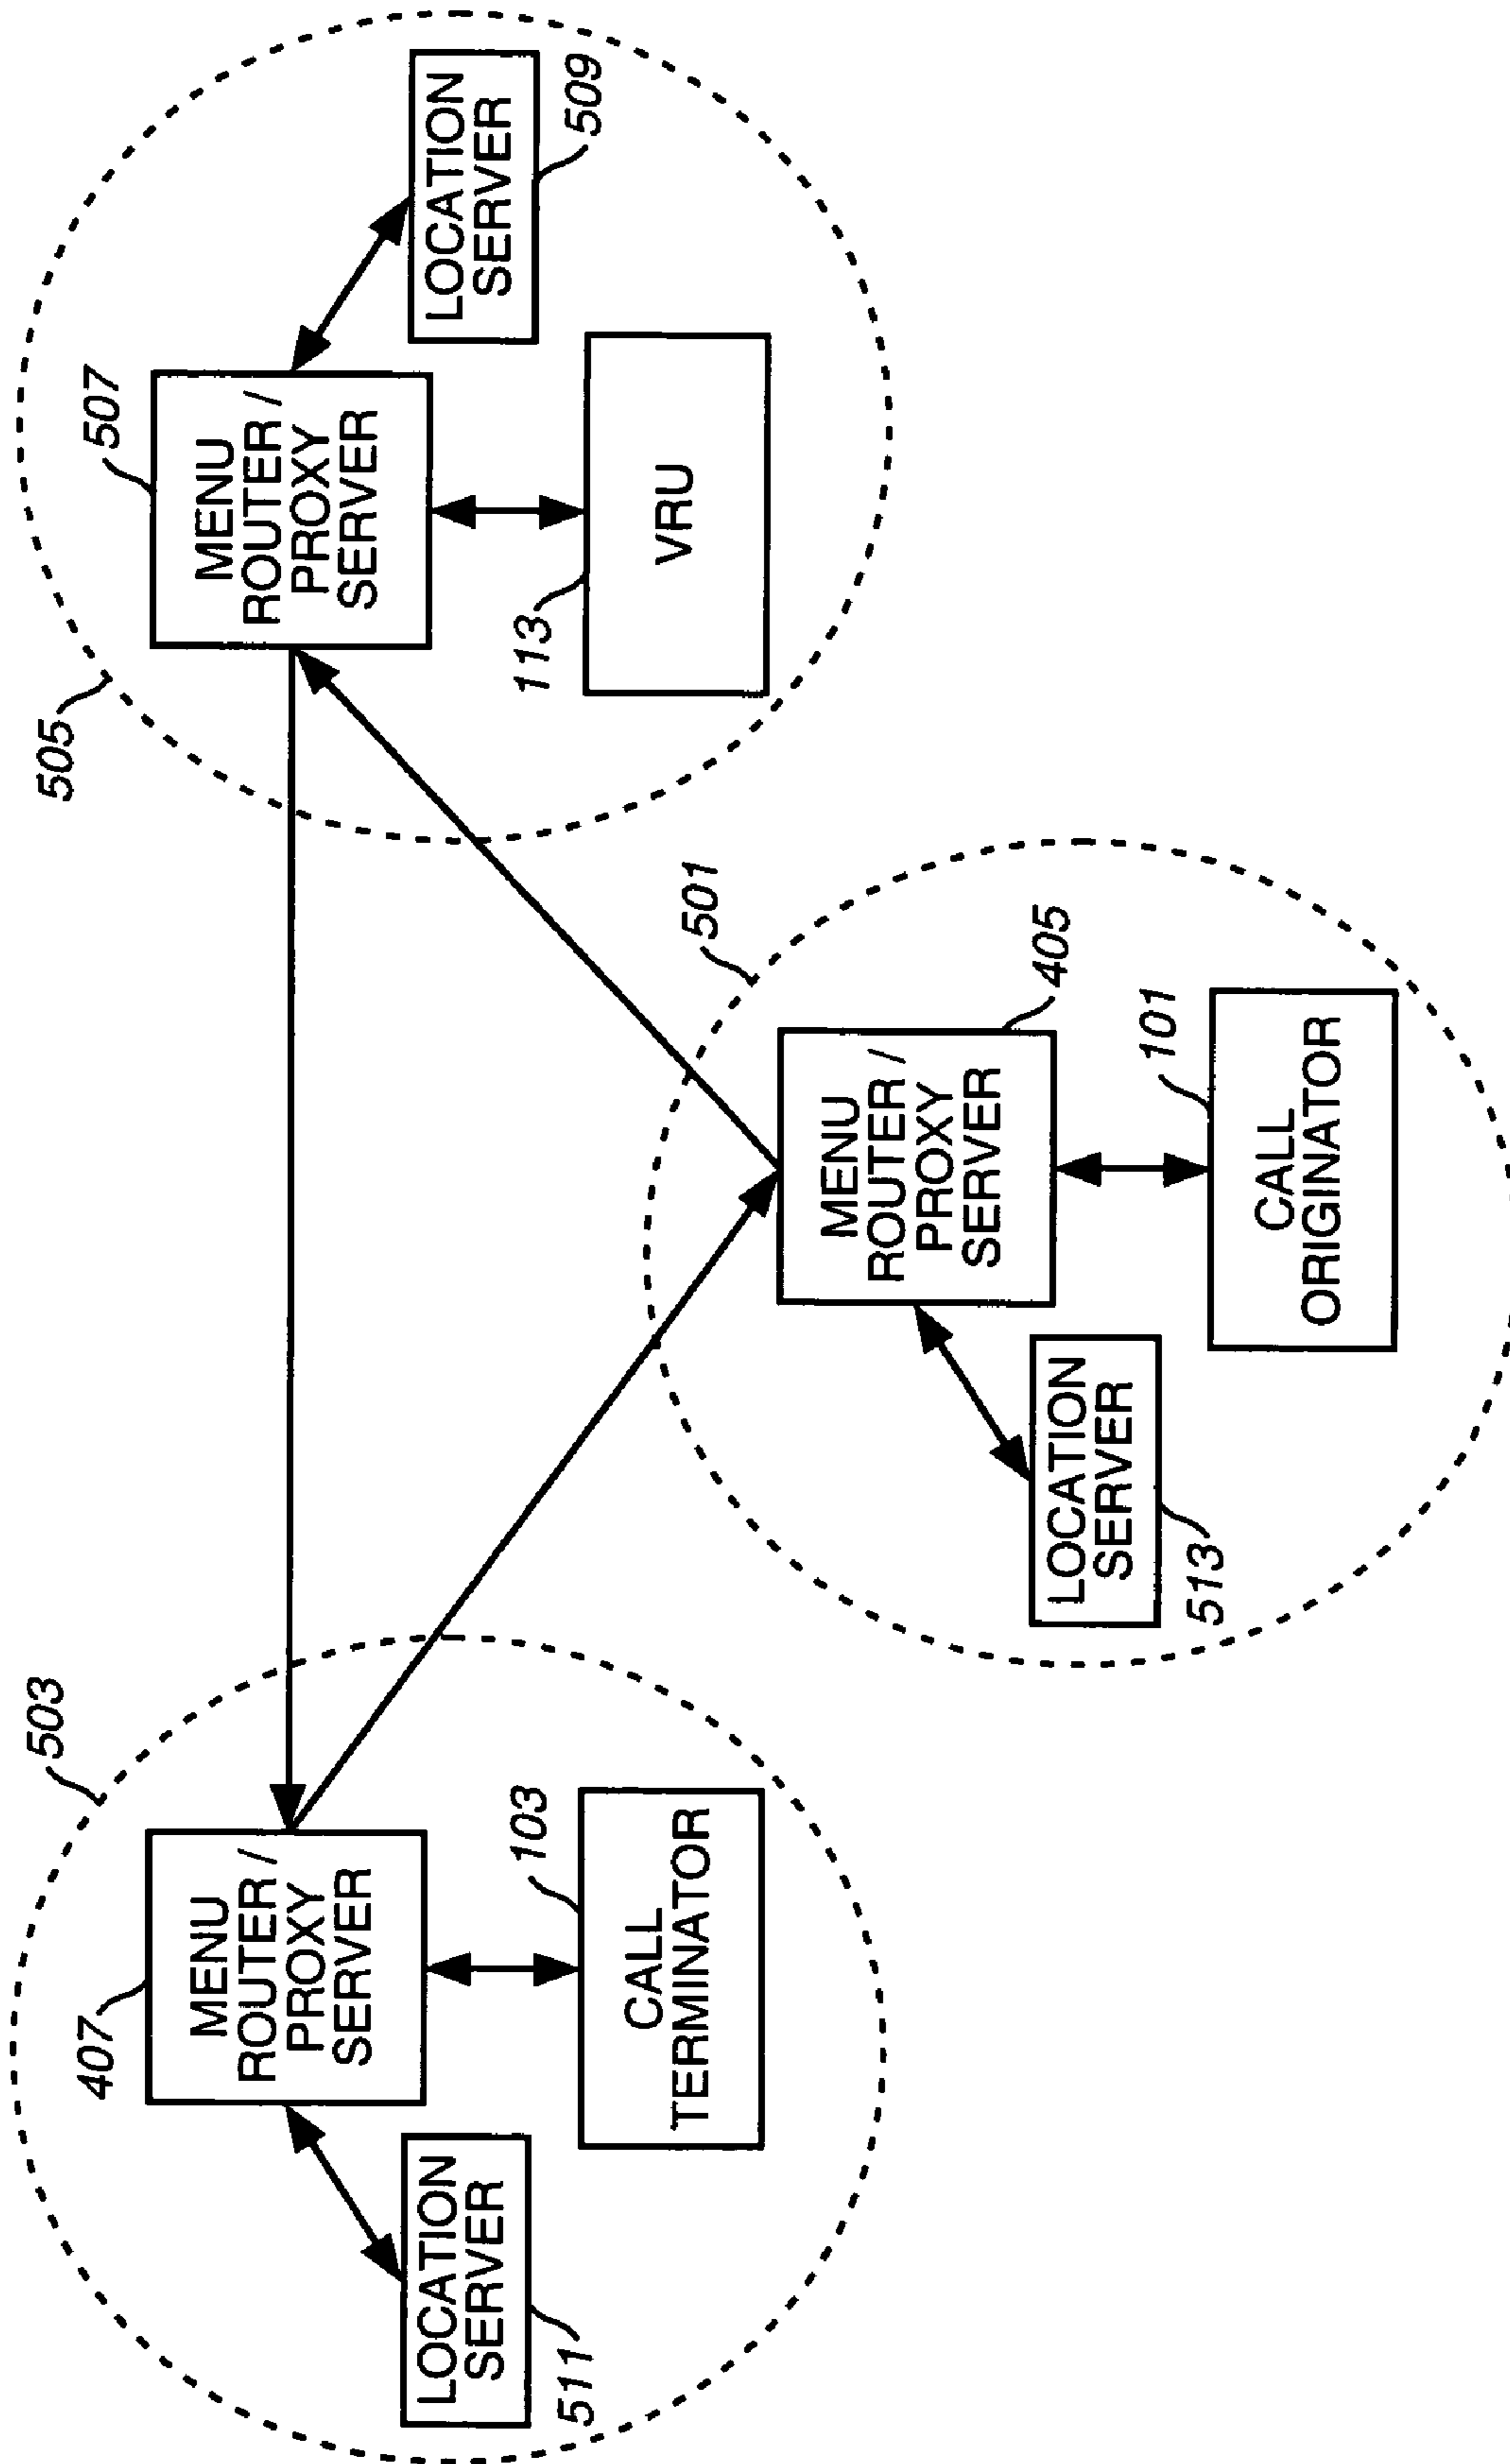 503
407
MENU
ROUTER /
PROXY
SERVER
LOCATION
SERVER
511
103
CALL
TERMINATOR
505
507
MENU
ROUTER /
PROXY
SERVER
LOCATION
SERVER
509
113
VRU
501
MENU
ROUTER /
PROXY
SERVER
405
LOCATION
SERVER
513
101
CALL
ORIGINATOR